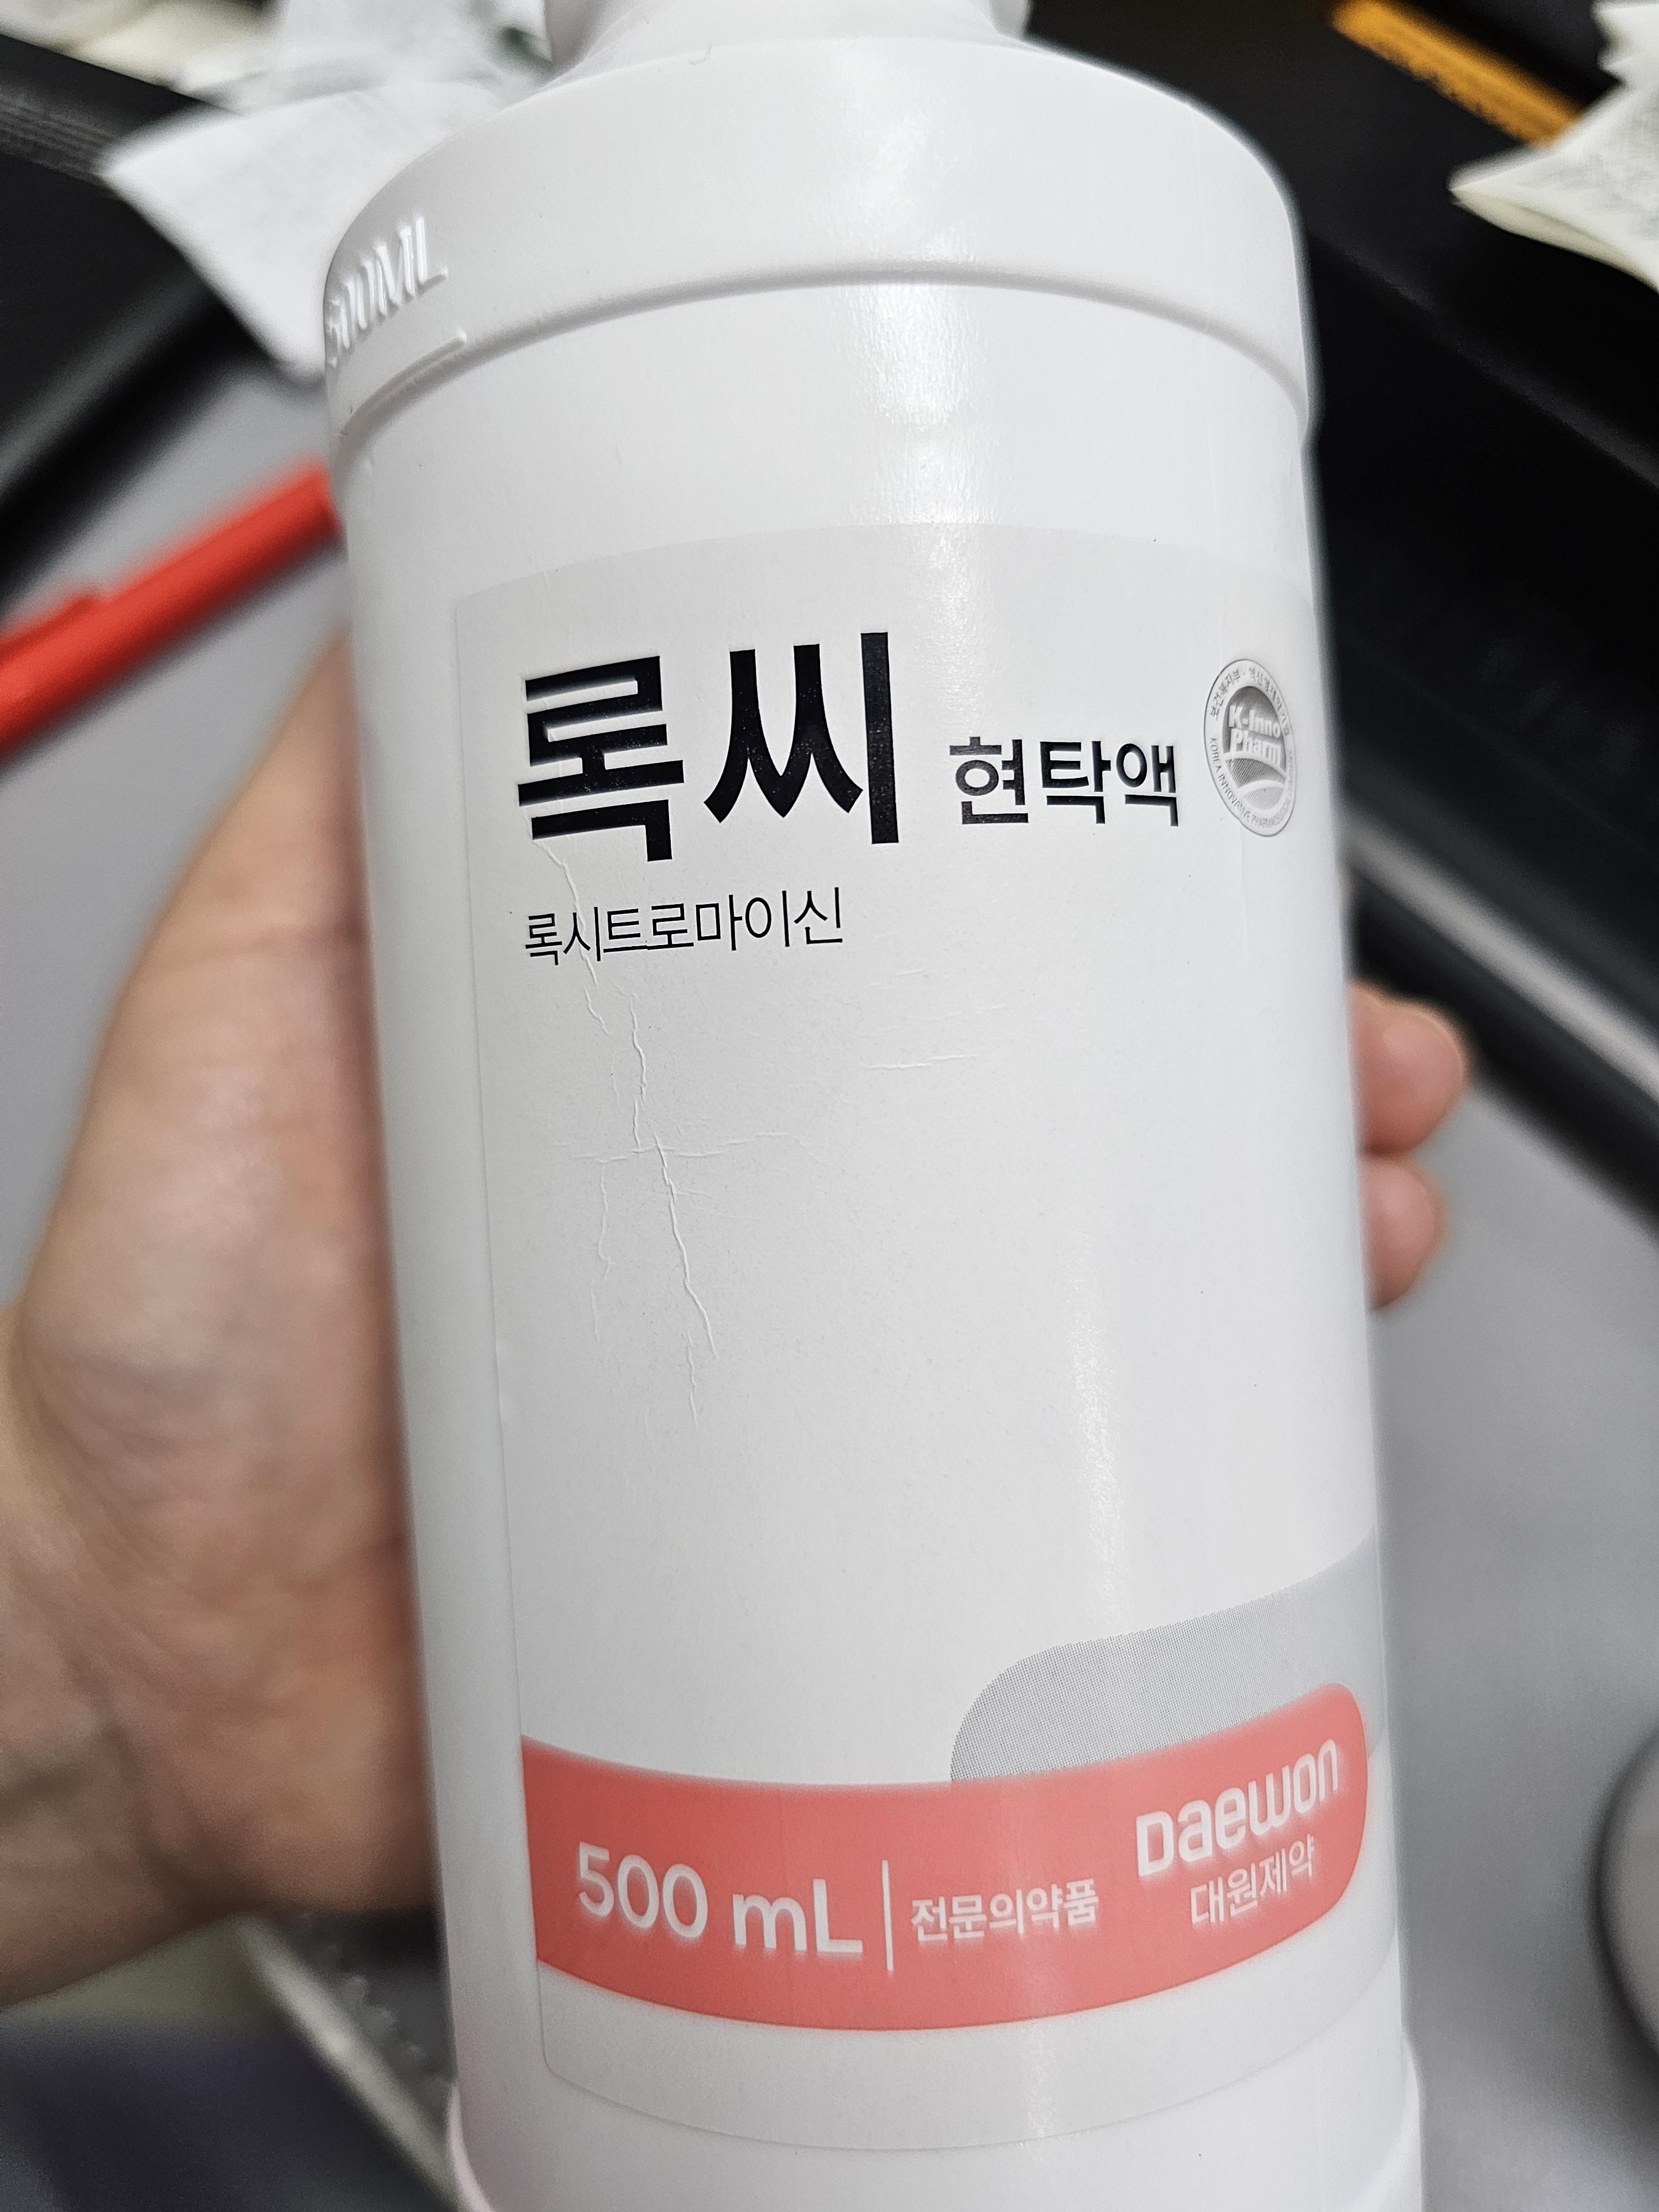 500ML
록씨 현탁액
K-Inno
Pharm
록시트로마이신
500 mL 전문의약품
Daewon
대원제약